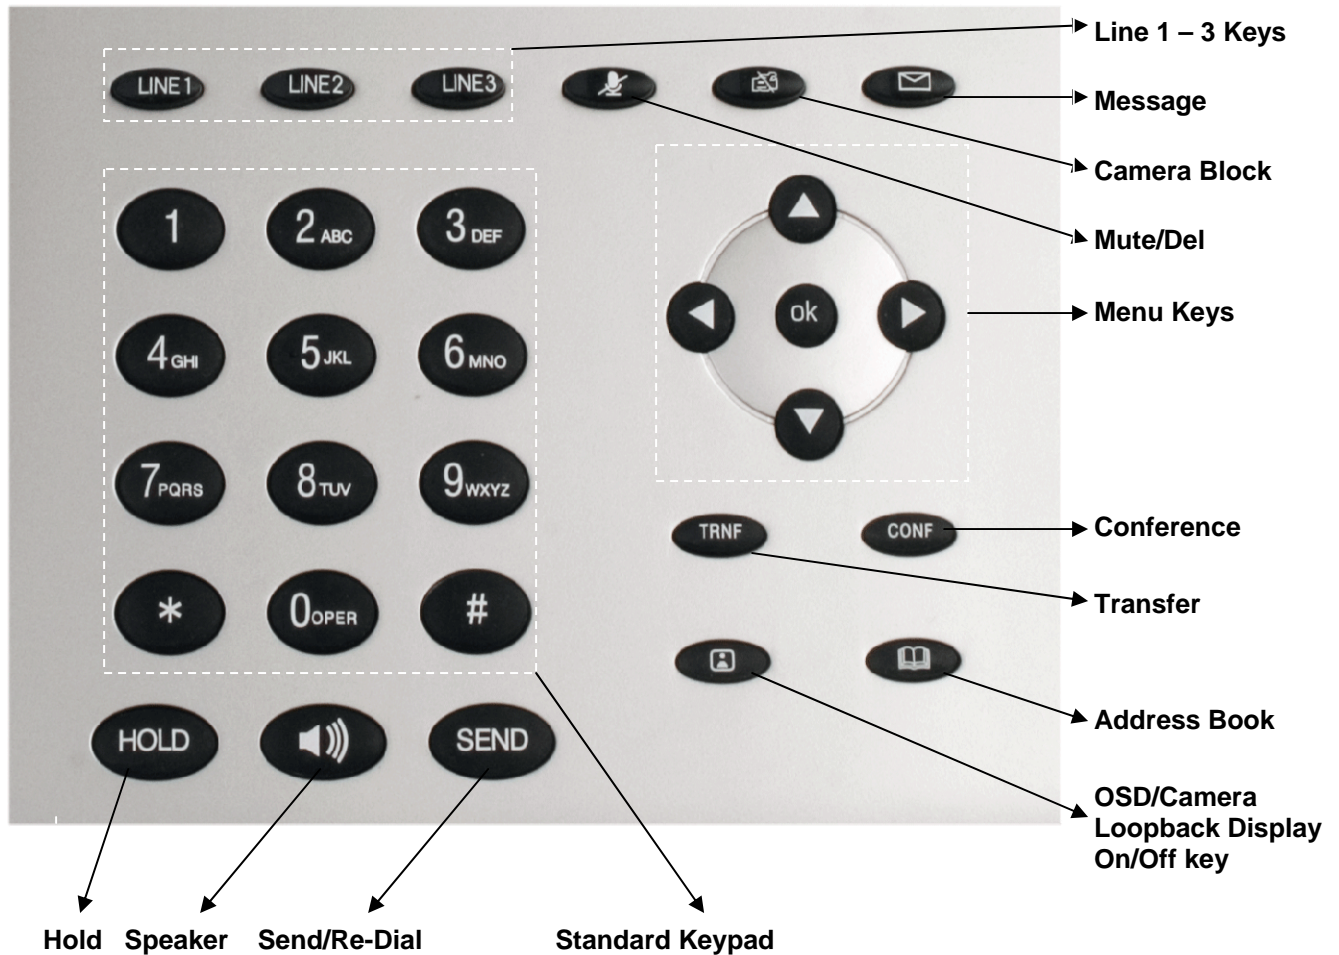 Line 1 – 3 Keys
LINE1 LINE2 LINE3
Message
Camera Block
1 2 ABC 3 DEF
Mute/Del
4 GHI 5 JKL 6 MNO
ok
Menu Keys
7 PQRS 8 TUV 9 WXYZ
TRNF CONF
Conference
* 0 OPER #
Transfer
HOLD SEND
Address Book
OSD/Camera
Loopback Display
On/Off key
Hold Speaker Send/Re-Dial Standard Keypad